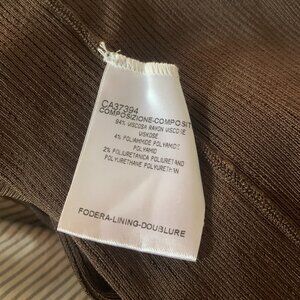 CA37394
COMPOSIZIONE-COMPOSIT
94% VISCOSA RAYON VISCOSE
VISKOSE
4% POLIAMMIDE POLYAMIDE
POLYAMID
2% POLIURETANICA POLIURETANO
POLYURETHANE POLYURETHAN
FODERA-LINING-DOUBLURE